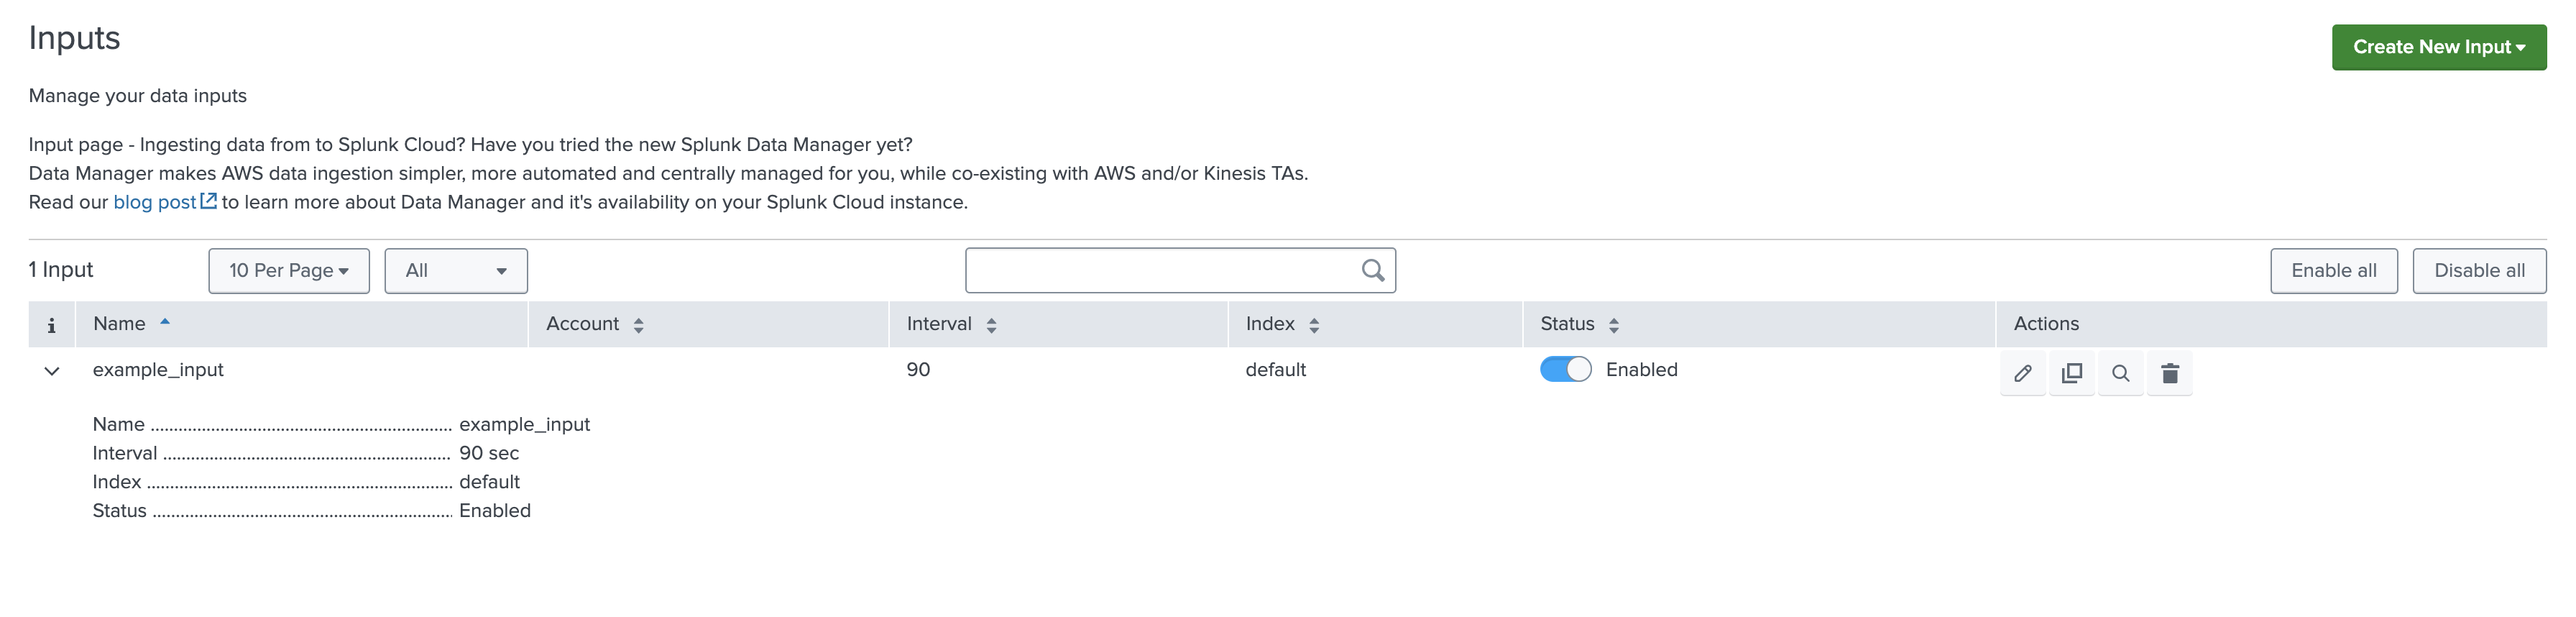 Inputs
Create New Input
Manage your data inputs
Input page - Ingesting data from to Splunk Cloud? Have you tried the new Splunk Data Manager yet?
Data Manager makes AWS data ingestion simpler, more automated and centrally managed for you, while co-existing with AWS and/or Kinesis TAs.
Read our blog post to learn more about Data Manager and it's availability on your Splunk Cloud instance.
1 Input 10 Per Page All Enable all Disable all
i Name Account Interval Index Status Actions
example_input 90 default Enabled
Name ................................................................ example_input
Interval ............................................................. 90 sec
Index ................................................................. default
Status ................................................................ Enabled